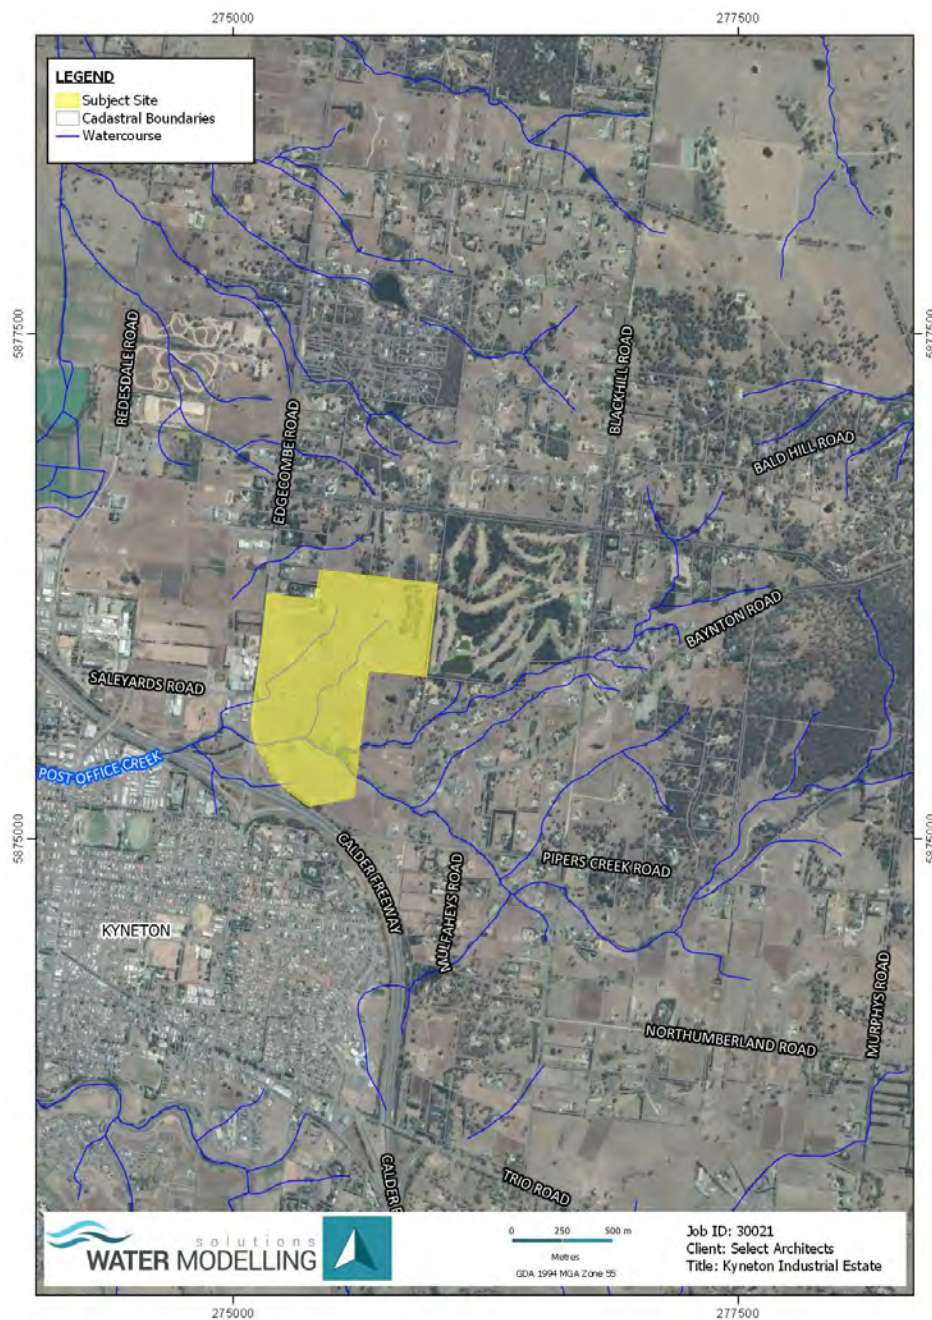 275000
277500
LEGEND
Subject Site
Cadastral Boundaries
Watercourse
5877500
5877500
REDESDALE ROAD
EDGECOMBE ROAD
BLACKHILL ROAD
BALD HILL ROAD
BAYNTON ROAD
SALEYARDS ROAD
POST OFFICE CREEK
5875000
5875000
CALDER FREEWAY
MULFAHEYS ROAD
PIPERS CREEK ROAD
KYNETON
MURPHYS ROAD
NORTHUMBERLAND ROAD
TRIO ROAD
CALDER F
solutions
WATER MODELLING
0 250 500 m
Metres
GDA 1994 MGA Zone 55
Job ID: 30021
Client: Select Architects
Title: Kyneton Industrial Estate
275000
277500